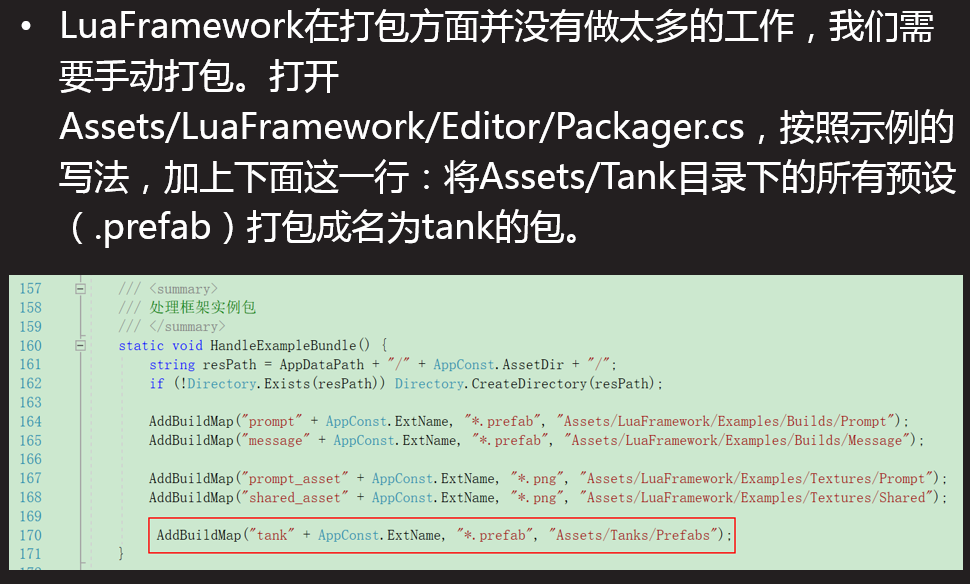 • LuaFramework在打包方面并没有做太多的工作，我们需
要手动打包。打开
Assets/LuaFramework/Editor/Packager.cs，按照示例的
写法，加上下面这一行：将Assets/Tank目录下的所有预设
（.prefab）打包成名为tank的包。
157 /// <summary>
158 /// 处理框架实例包
159 /// </summary>
160 static void HandleExampleBundle() {
161 string resPath = AppDataPath + "/" + AppConst.AssetDir + "/";
162 if (!Directory.Exists(resPath)) Directory.CreateDirectory(resPath);
163
164 AddBuildMap("prompt" + AppConst.ExtName, "*.prefab", "Assets/LuaFramework/Examples/Builds/Prompt");
165 AddBuildMap("message" + AppConst.ExtName, "*.prefab", "Assets/LuaFramework/Examples/Builds/Message");
166
167 AddBuildMap("prompt_asset" + AppConst.ExtName, "*.png", "Assets/LuaFramework/Examples/Textures/Prompt");
168 AddBuildMap("shared_asset" + AppConst.ExtName, "*.png", "Assets/LuaFramework/Examples/Textures/Shared");
169
170 AddBuildMap("tank" + AppConst.ExtName, "*.prefab", "Assets/Tanks/Prefabs");
171 }